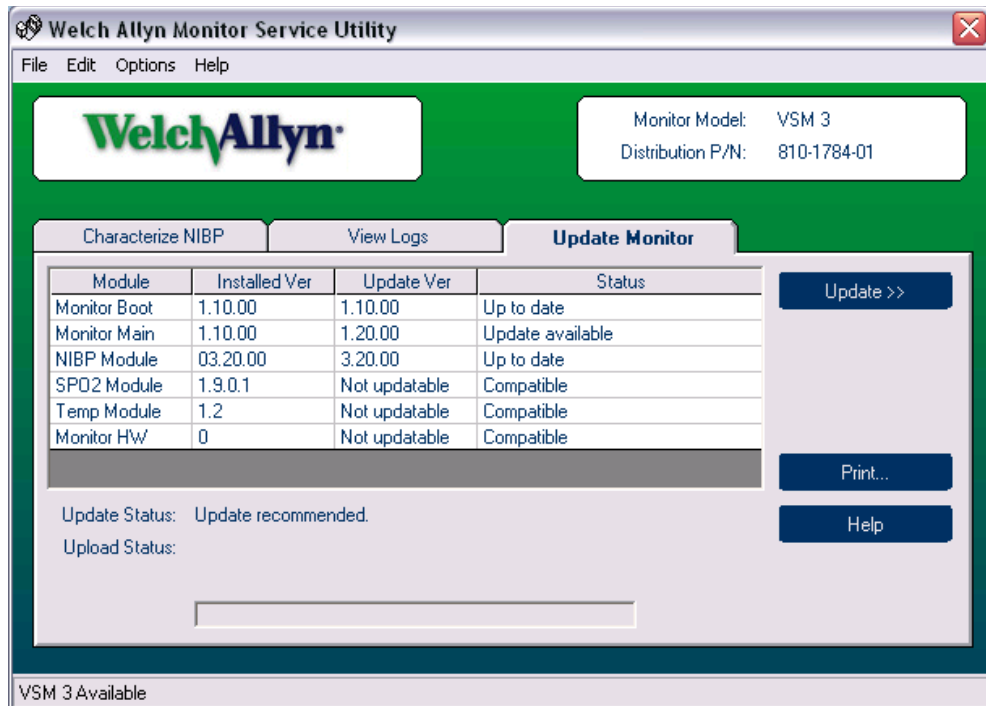 Welch Allyn Monitor Service Utility
File Edit Options Help
WelchAllyn
Monitor Model: VSM 3
Distribution P/N: 810-1784-01
Characterize NIBP View Logs Update Monitor
Module Installed Ver Update Ver Status
Monitor Boot 1.10.00 1.10.00 Up to date
Monitor Main 1.10.00 1.20.00 Update available
NIBP Module 03.20.00 3.20.00 Up to date
SPO2 Module 1.9.0.1 Not updatable Compatible
Temp Module 1.2 Not updatable Compatible
Monitor HW 0 Not updatable Compatible
Update >>
Print...
Help
Update Status: Update recommended.
Upload Status:
VSM 3 Available